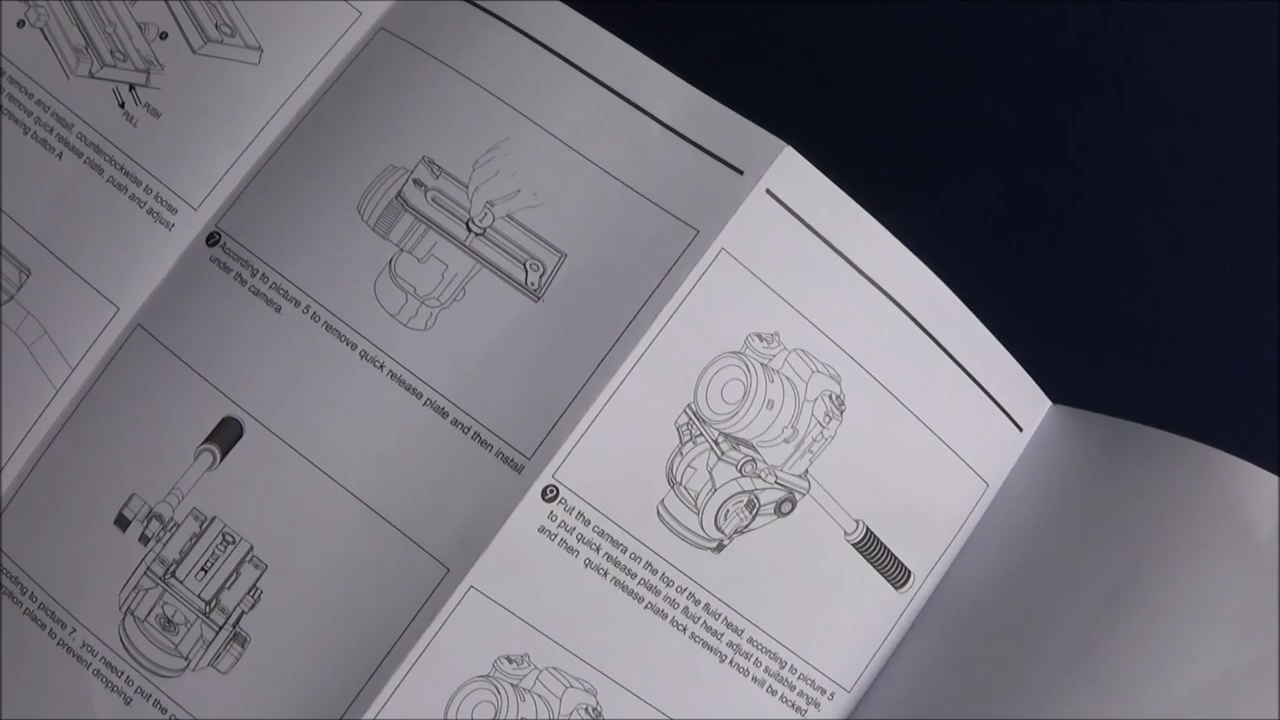 PULL PUSH
remove and install, counterclockwise to loose
remove quick release plate, push and adjust
screwing button A
7 According to picture 5 to remove quick release plate and then install
under the camera.
to picture 7, you need to put the
place to prevent dropping.
9 Put the camera on the top of the fluid head, according to picture 5
to put quick release plate into fluid head, adjust to suitable angle,
and then quick release plate lock screwing knob will be locked